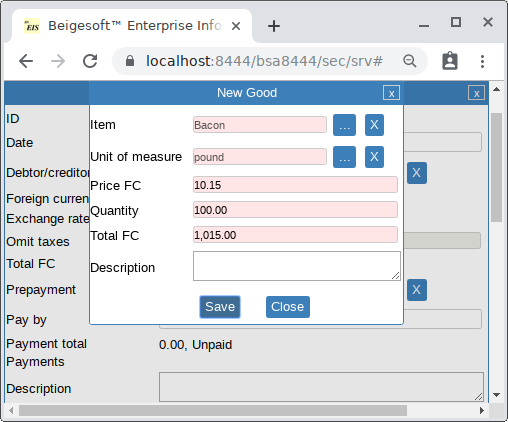 EIS
Beigesoft™ Enterprise Info
localhost:8444/bsa8444/sec/srv#
New Good
x
x
ID
Date
Debtor/creditor
X
Foreign curren
Exchange rate
Omit taxes
Total FC
Prepayment
X
Pay by
Payment total
0.00, Unpaid
Payments
Description
Item
Bacon
...
X
Unit of measure
pound
...
X
Price FC
10.15
Quantity
100.00
Total FC
1,015.00
Description
Save
Close